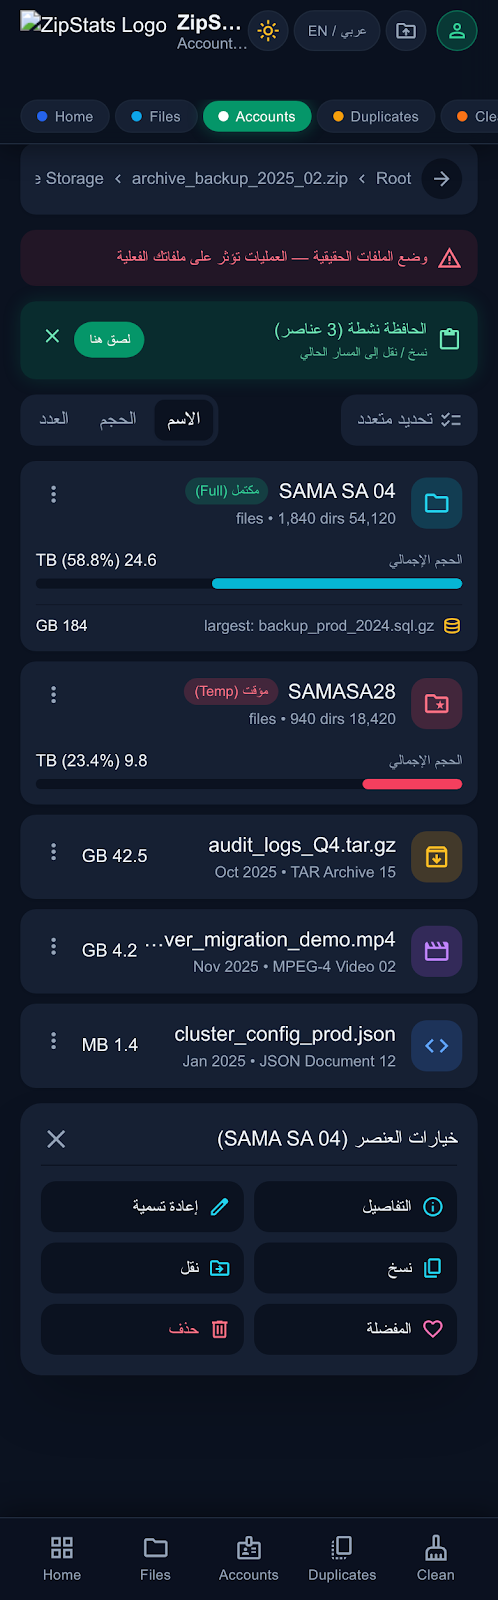 ZipStats Logo
ZipS...
Account...
EN / عربي
Home
Files
Accounts
Duplicates
Cle
e Storage › archive_backup_2025_02.zip › Root
وضع الملفات الحقيقية — العمليات تؤثر على ملفاتك الفعلية
الحافظة نشطة (3 عناصر)
نسخ / نقل إلى المسار الحالي
لصق هنا
تحديد متعدد
الاسم
الحجم
العدد
SAMA SA 04
مكتمل (Full)
files • 1,840 dirs 54,120
الحجم الإجمالي
TB (58.8%) 24.6
largest: backup_prod_2024.sql.gz
GB 184
SAMASA28
مؤقت (Temp)
files • 940 dirs 18,420
الحجم الإجمالي
TB (23.4%) 9.8
audit_logs_Q4.tar.gz
Oct 2025 • TAR Archive 15
GB 42.5
...ver_migration_demo.mp4
Nov 2025 • MPEG-4 Video 02
GB 4.2
cluster_config_prod.json
Jan 2025 • JSON Document 12
MB 1.4
خيارات العنصر (SAMA SA 04)
التفاصيل
إعادة تسمية
نسخ
نقل
المفضلة
حذف
Home
Files
Accounts
Duplicates
Clean